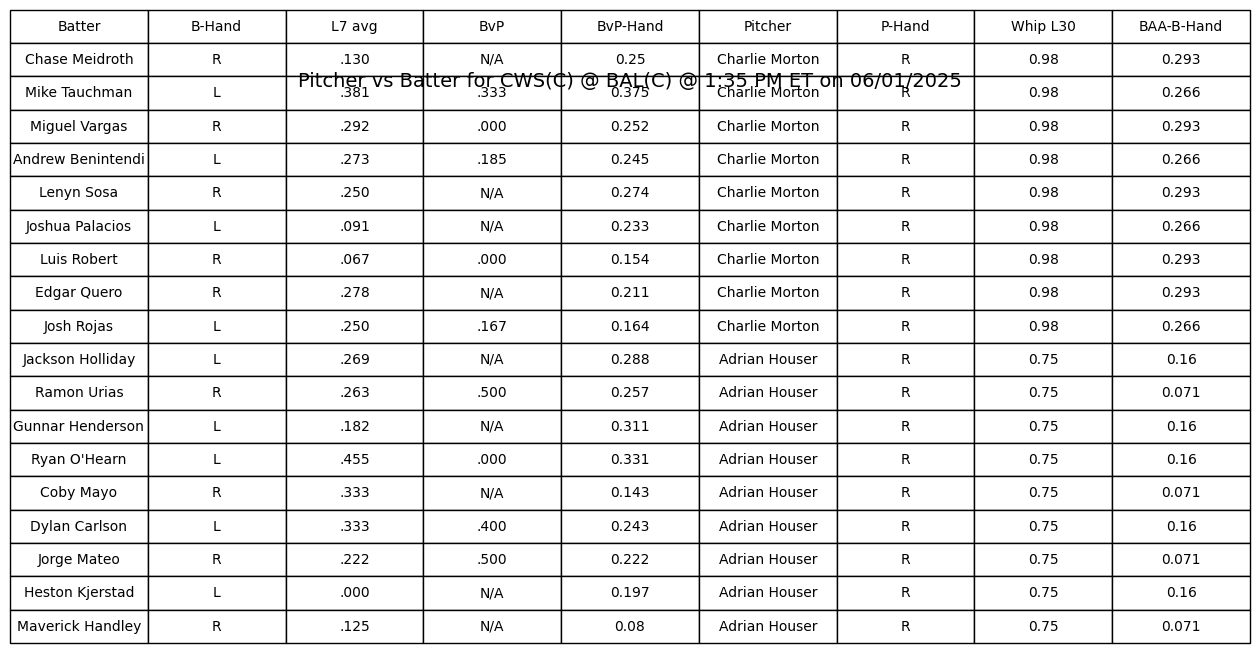 Batter B-Hand L7 avg BvP BvP-Hand Pitcher P-Hand Whip L30 BAA-B-Hand
Chase Meidroth R .130 N/A 0.25 Charlie Morton R 0.98 0.293
Pitcher vs Batter for CWS(C) @ BAL(C) @ 1:35 PM ET on 06/01/2025
Mike Tauchman L .381 .333 0.375 Charlie Morton R 0.98 0.266
Miguel Vargas R .292 .000 0.252 Charlie Morton R 0.98 0.293
Andrew Benintendi L .273 .185 0.245 Charlie Morton R 0.98 0.266
Lenyn Sosa R .250 N/A 0.274 Charlie Morton R 0.98 0.293
Joshua Palacios L .091 N/A 0.233 Charlie Morton R 0.98 0.266
Luis Robert R .067 .000 0.154 Charlie Morton R 0.98 0.293
Edgar Quero R .278 N/A 0.211 Charlie Morton R 0.98 0.293
Josh Rojas L .250 .167 0.164 Charlie Morton R 0.98 0.266
Jackson Holliday L .269 N/A 0.288 Adrian Houser R 0.75 0.16
Ramon Urias R .263 .500 0.257 Adrian Houser R 0.75 0.071
Gunnar Henderson L .182 N/A 0.311 Adrian Houser R 0.75 0.16
Ryan O'Hearn L .455 .000 0.331 Adrian Houser R 0.75 0.16
Coby Mayo R .333 N/A 0.143 Adrian Houser R 0.75 0.071
Dylan Carlson L .333 .400 0.243 Adrian Houser R 0.75 0.16
Jorge Mateo R .222 .500 0.222 Adrian Houser R 0.75 0.071
Heston Kjerstad L .000 N/A 0.197 Adrian Houser R 0.75 0.16
Maverick Handley R .125 N/A 0.08 Adrian Houser R 0.75 0.071